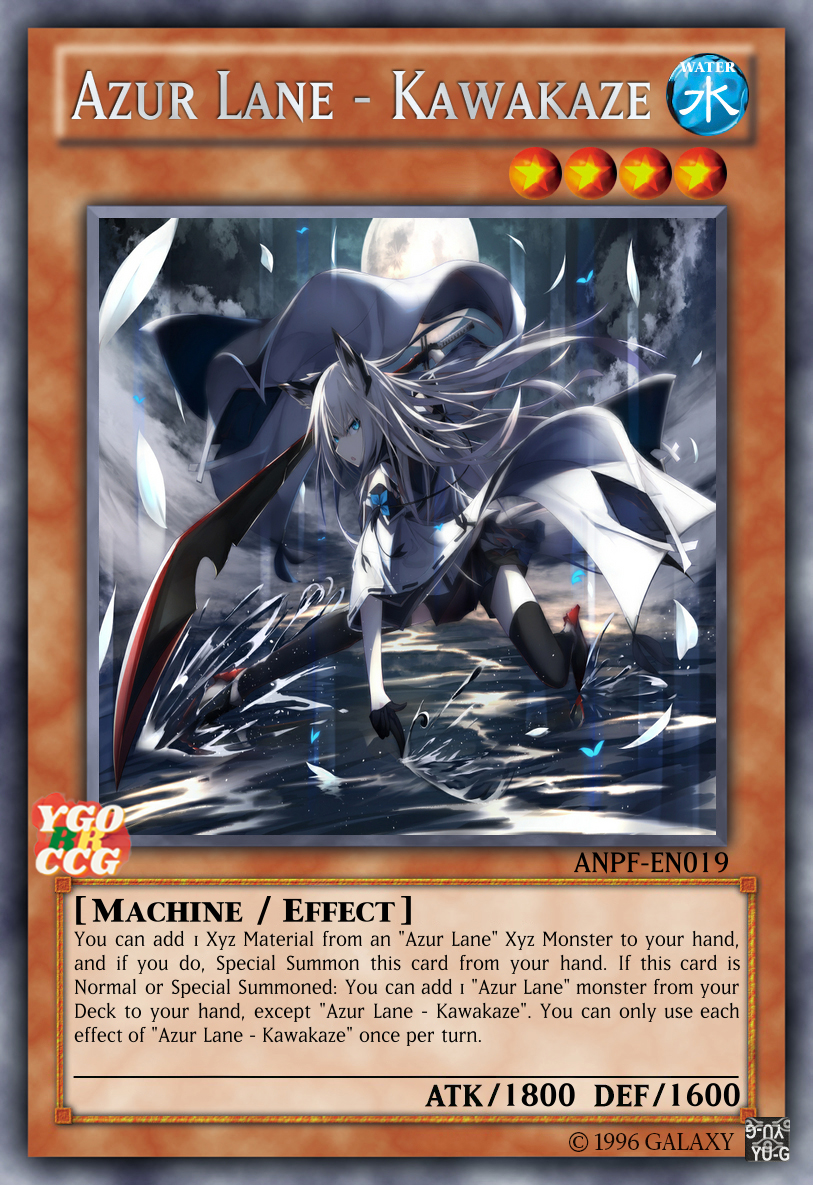 Azur Lane - Kawakaze
WATER
水
ANPF-EN019
YGO
RR
CCG
[ Machine / Effect ]
You can add 1 Xyz Material from an "Azur Lane" Xyz Monster to your hand,
and if you do, Special Summon this card from your hand. If this card is
Normal or Special Summoned: You can add 1 "Azur Lane" monster from your
Deck to your hand, except "Azur Lane - Kawakaze". You can only use each
effect of "Azur Lane - Kawakaze" once per turn.
ATK/1800 DEF/1600
© 1996 GALAXY
YU-G